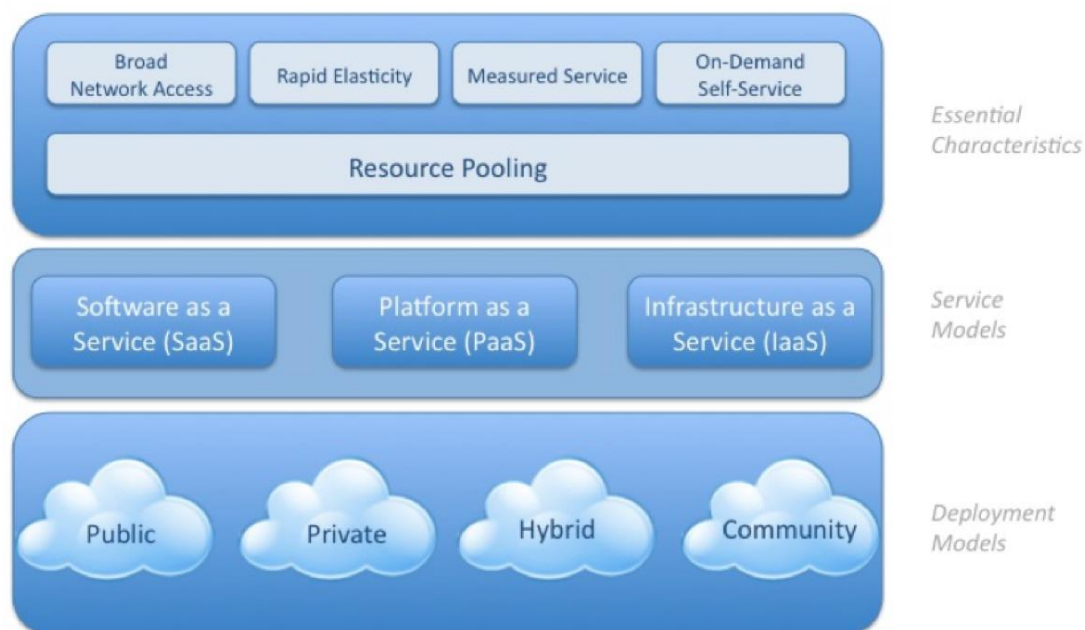 Broad
Network Access
Rapid Elasticity
Measured Service
On-Demand
Self-Service
Resource Pooling
Essential
Characteristics
Software as a
Service (SaaS)
Platform as a
Service (PaaS)
Infrastructure as a
Service (IaaS)
Service
Models
Public
Private
Hybrid
Community
Deployment
Models